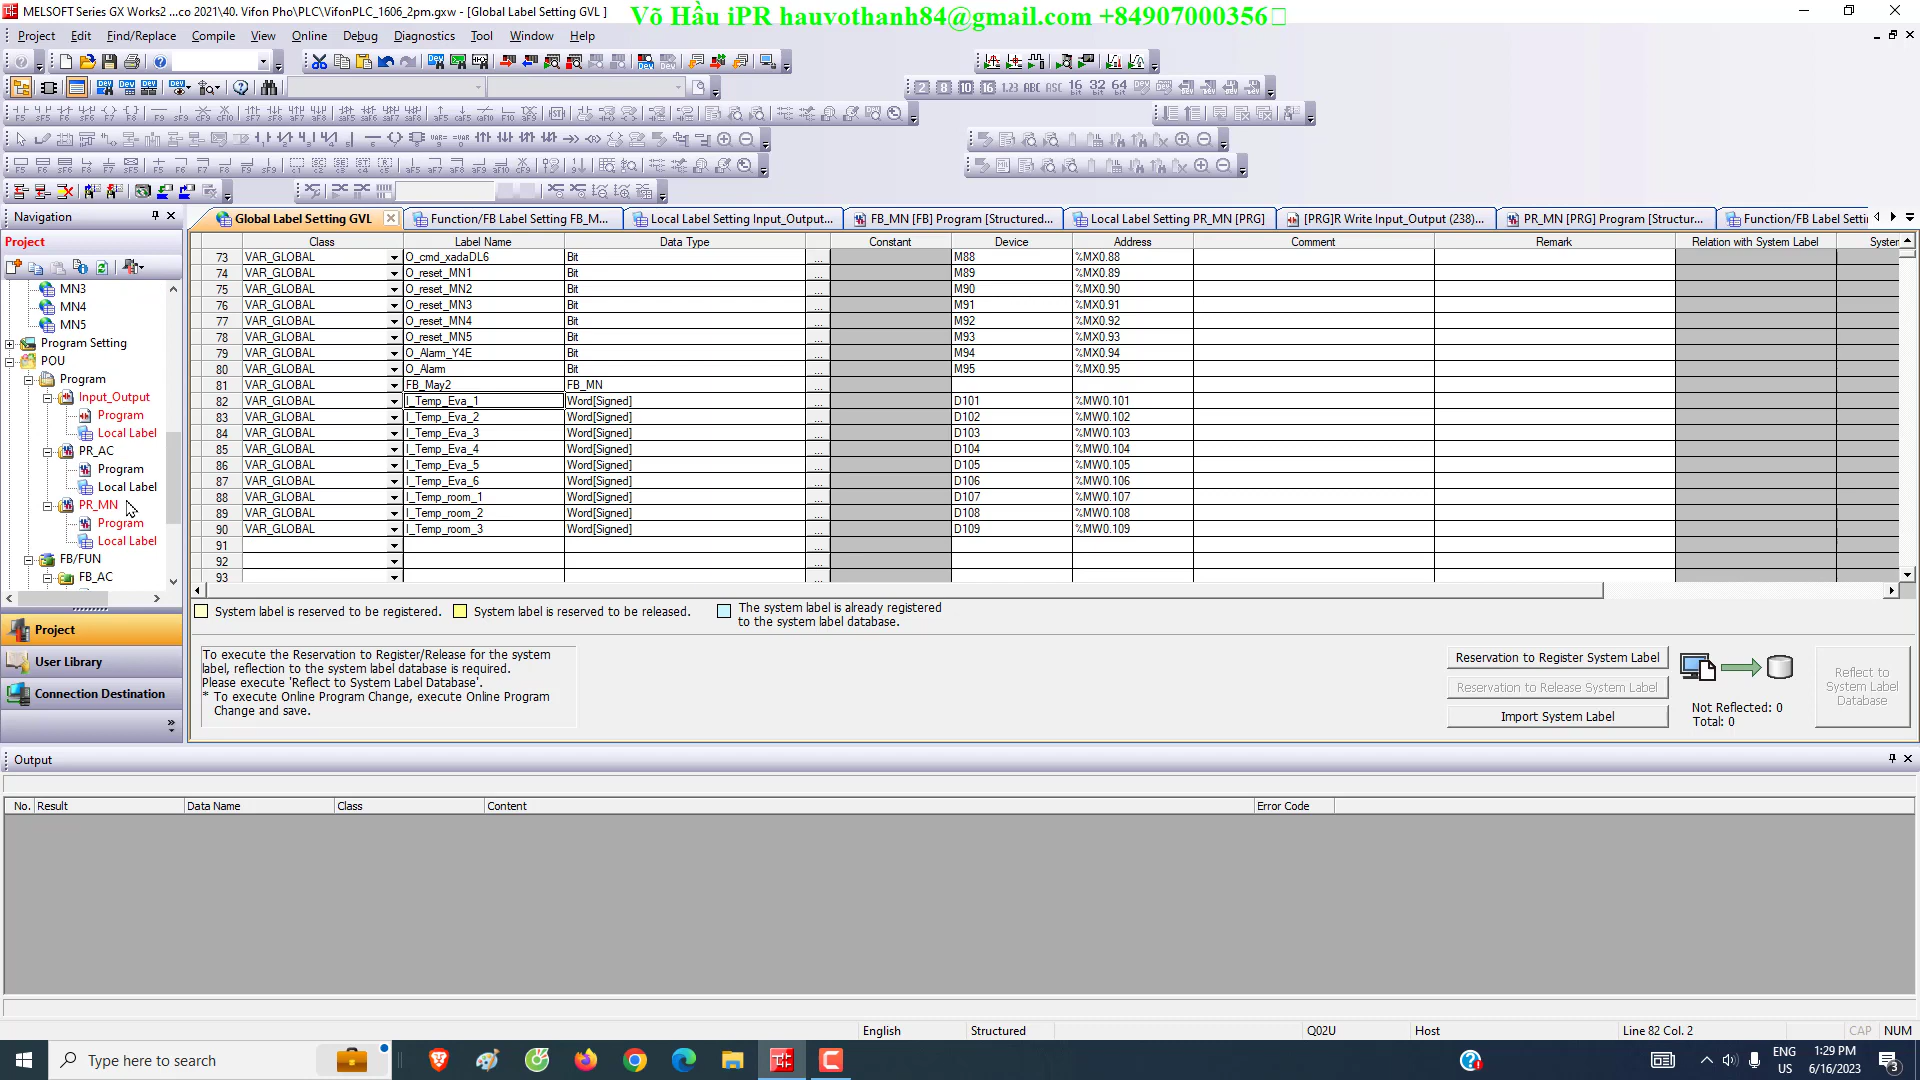 MELSOFT Series GX Works2 ...co 2021\40. Vifon Pho\PLC\VifonPLC_1606_2pm.gxw - [Global Label Setting GVL ]
Võ Hầu iPR hauvothanh84@gmail.com +84907000356
Project Edit Find/Replace Compile View Online Debug Diagnostics Tool Window Help
Navigation
Global Label Setting GVL
Function/FB Label Setting FB_M...
Local Label Setting Input_Output...
FB_MN [FB] Program [Structured...
Local Label Setting PR_MN [PRG]
[PRG]R Write Input_Output (238)...
PR_MN [PRG] Program [Structur...
Function/FB Label Setti
Project
MN3
MN4
MN5
Program Setting
POU
Program
Input_Output
Program
Local Label
PR_AC
Program
Local Label
PR_MN
Program
Local Label
FB/FUN
FB_AC
Project
User Library
Connection Destination
Class Label Name Data Type Constant Device Address Comment Remark Relation with System Label System
73 VAR_GLOBAL O_cmd_xadaDL6 Bit ... M88 %MX0.88
74 VAR_GLOBAL O_reset_MN1 Bit ... M89 %MX0.89
75 VAR_GLOBAL O_reset_MN2 Bit ... M90 %MX0.90
76 VAR_GLOBAL O_reset_MN3 Bit ... M91 %MX0.91
77 VAR_GLOBAL O_reset_MN4 Bit ... M92 %MX0.92
78 VAR_GLOBAL O_reset_MN5 Bit ... M93 %MX0.93
79 VAR_GLOBAL O_Alarm_Y4E Bit ... M94 %MX0.94
80 VAR_GLOBAL O_Alarm Bit ... M95 %MX0.95
81 VAR_GLOBAL FB_May2 FB_MN ...
82 VAR_GLOBAL I_Temp_Eva_1 Word[Signed] ... D101 %MW0.101
83 VAR_GLOBAL I_Temp_Eva_2 Word[Signed] ... D102 %MW0.102
84 VAR_GLOBAL I_Temp_Eva_3 Word[Signed] ... D103 %MW0.103
85 VAR_GLOBAL I_Temp_Eva_4 Word[Signed] ... D104 %MW0.104
86 VAR_GLOBAL I_Temp_Eva_5 Word[Signed] ... D105 %MW0.105
87 VAR_GLOBAL I_Temp_Eva_6 Word[Signed] ... D106 %MW0.106
88 VAR_GLOBAL I_Temp_room_1 Word[Signed] ... D107 %MW0.107
89 VAR_GLOBAL I_Temp_room_2 Word[Signed] ... D108 %MW0.108
90 VAR_GLOBAL I_Temp_room_3 Word[Signed] ... D109 %MW0.109
91 ...
92 ...
93 ...
System label is reserved to be registered.
System label is reserved to be released.
The system label is already registered
to the system label database.
To execute the Reservation to Register/Release for the system
label, reflection to the system label database is required.
Please execute 'Reflect to System Label Database'.
* To execute Online Program Change, execute Online Program
Change and save.
Reservation to Register System Label
Reservation to Release System Label
Import System Label
Not Reflected: 0
Total: 0
Reflect to
System Label
Database
Output
No. Result Data Name Class Content Error Code
English Structured Q02U Host Line 82 Col. 2 CAP NUM
Type here to search
ENG
US
1:29 PM
6/16/2023
3